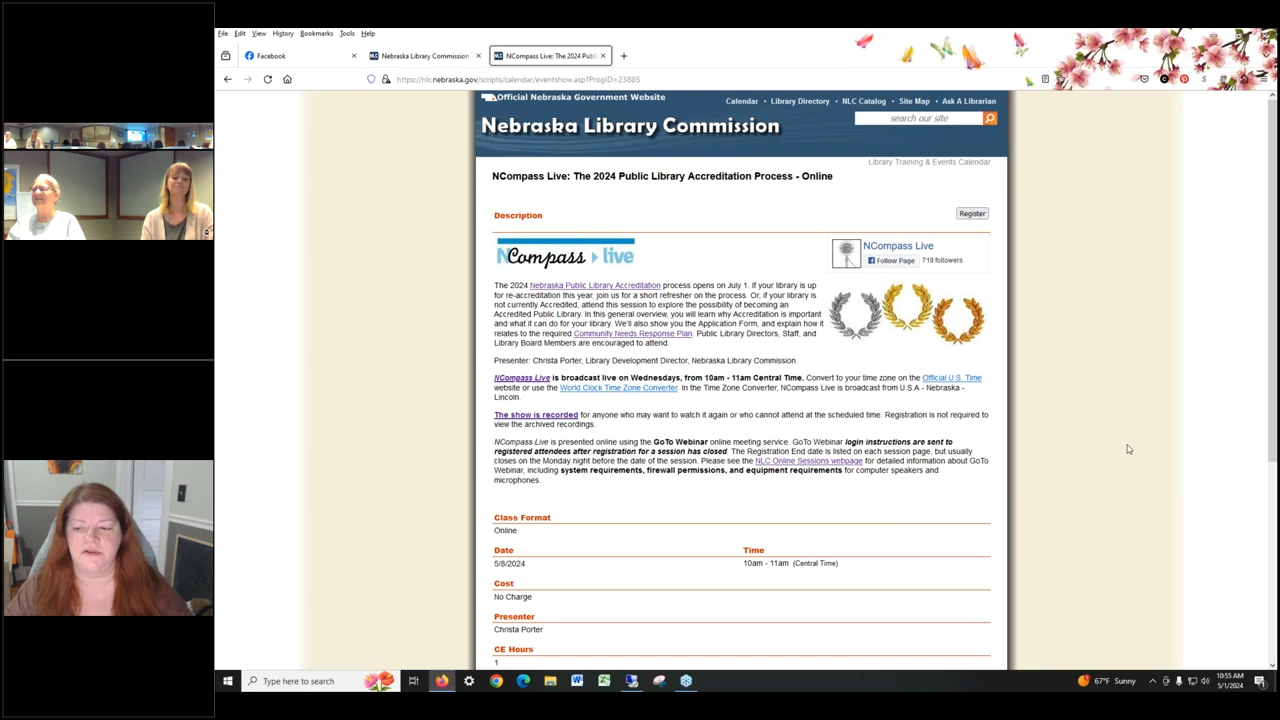 File Edit View History Bookmarks Tools Help
Facebook
Nebraska Library Commission
NCompass Live: The 2024 Publ
https://nlc.nebraska.gov/scripts/calendar/eventshow.asp?ProgID=23885
Official Nebraska Government Website
Calendar • Library Directory • NLC Catalog • Site Map • Ask A Librarian
Nebraska Library Commission
search our site
Library Training & Events Calendar
NCompass Live: The 2024 Public Library Accreditation Process - Online
Description
Register
NCompass live
NCompass Live
Follow Page 719 followers
The 2024 Nebraska Public Library Accreditation process opens on July 1. If your library is up
for re-accreditation this year, join us for a short refresher on the process. Or, if your library is
not currently Accredited, attend this session to explore the possibility of becoming an
Accredited Public Library. In this general overview, you will learn why Accreditation is important
and what it can do for your library. We'll also show you the Application Form, and explain how it
relates to the required Community Needs Response Plan. Public Library Directors, Staff, and
Library Board Members are encouraged to attend.
Presenter: Christa Porter, Library Development Director, Nebraska Library Commission.
NCompass Live is broadcast live on Wednesdays, from 10am - 11am Central Time. Convert to your time zone on the Official U.S. Time
website or use the World Clock Time Zone Converter. In the Time Zone Converter, NCompass Live is broadcast from U.S.A - Nebraska -
Lincoln.
The show is recorded for anyone who may want to watch it again or who cannot attend at the scheduled time. Registration is not required to
view the archived recordings.
NCompass Live is presented online using the GoTo Webinar online meeting service. GoTo Webinar login instructions are sent to
registered attendees after registration for a session has closed. The Registration End date is listed on each session page, but usually
closes on the Monday night before the date of the session. Please see the NLC Online Sessions webpage for detailed information about GoTo
Webinar, including system requirements, firewall permissions, and equipment requirements for computer speakers and
microphones.
Class Format
Online
Date Time
5/8/2024 10am - 11am (Central Time)
Cost
No Charge
Presenter
Christa Porter
CE Hours
1
Type here to search
67°F Sunny
10:55 AM
5/1/2024